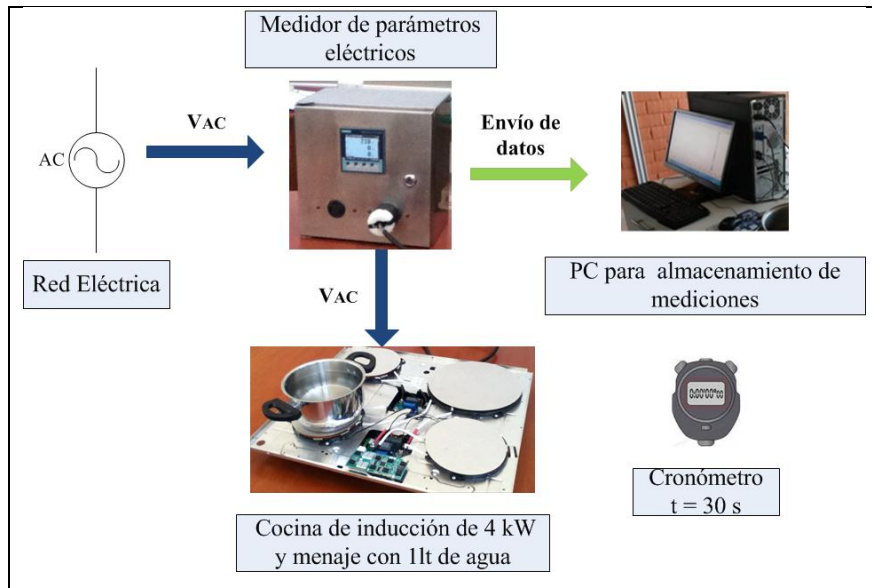 Medidor de parámetros
eléctricos
VAC
AC
Envío de
datos
Red Eléctrica
PC para almacenamiento de
mediciones
VAC
Cronómetro
t = 30 s
Cocina de inducción de 4 kW
y menaje con 1lt de agua